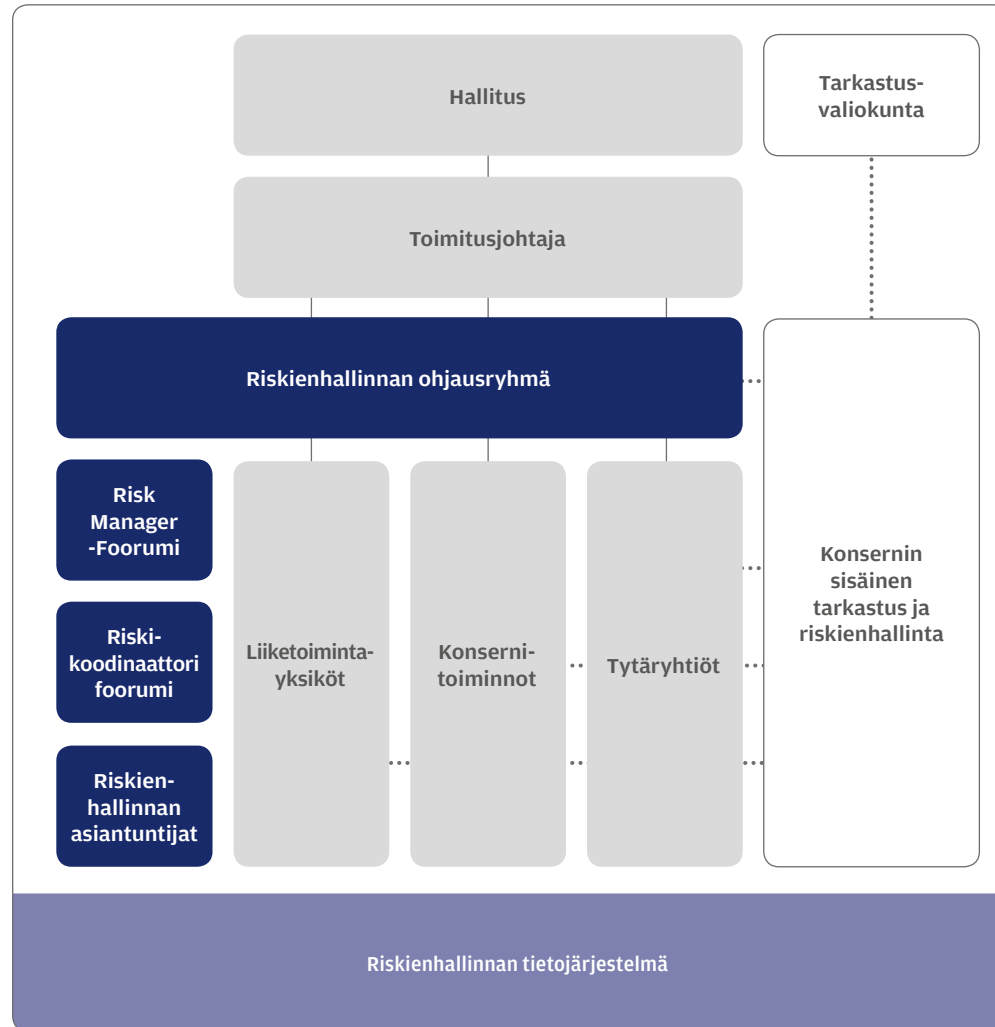 Hallitus
Tarkastus-
valiokunta
Toimitusjohtaja
Riskienhallinnan ohjausryhmä
Risk
Manager
-Foorumi
Riski-
koodinaattori
foorumi
Riskien-
hallinnan
asiantuntijat
Liiketoiminta-
yksiköt
Konserni-
toiminnot
Tytäryhtiöt
Konsernin
sisäinen
tarkastus ja
riskienhallinta
Riskienhallinnan tietojärjestelmä